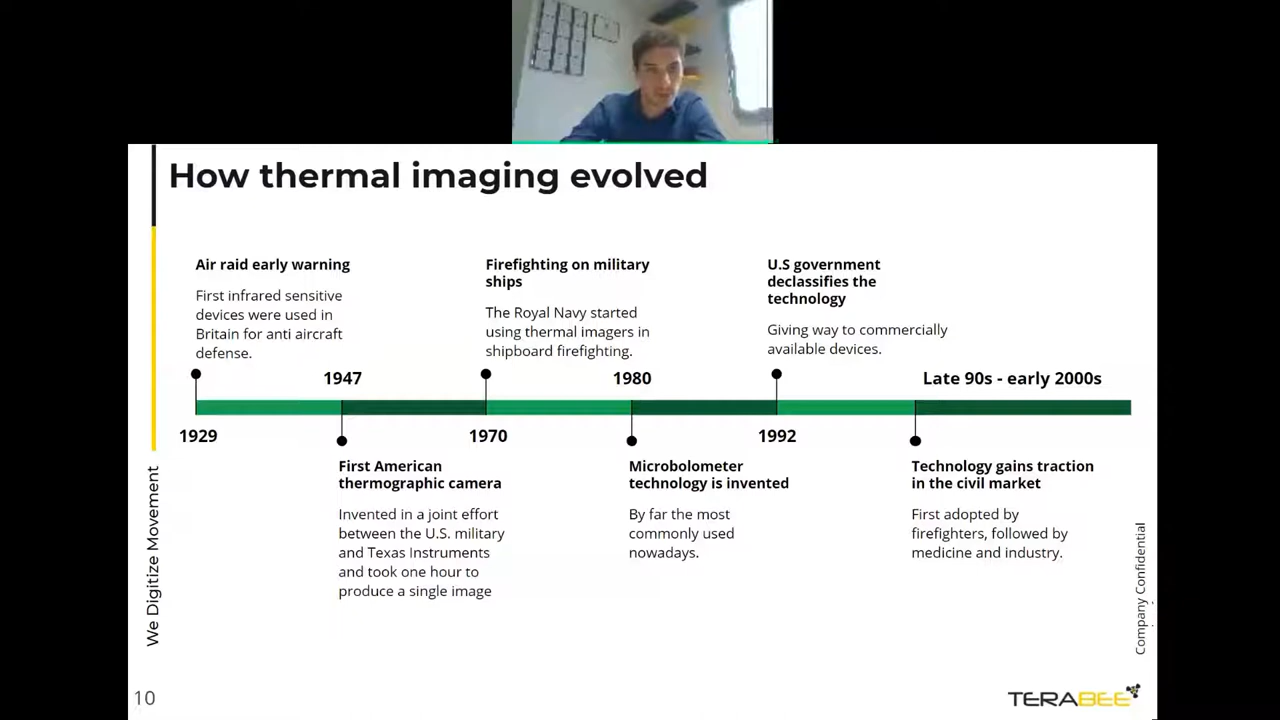 How thermal imaging evolved
Air raid early warning
First infrared sensitive
devices were used in
Britain for anti aircraft
defense.
Firefighting on military
ships
The Royal Navy started
using thermal imagers in
shipboard firefighting.
U.S government
declassifies the
technology
Giving way to commercially
available devices.
1947
1980
Late 90s - early 2000s
1929
1970
1992
First American
thermographic camera
Invented in a joint effort
between the U.S. military
and Texas Instruments
and took one hour to
produce a single image
Microbolometer
technology is invented
By far the most
commonly used
nowadays.
Technology gains traction
in the civil market
First adopted by
firefighters, followed by
medicine and industry.
We Digitize Movement
Company Confidential
10
TERABEE